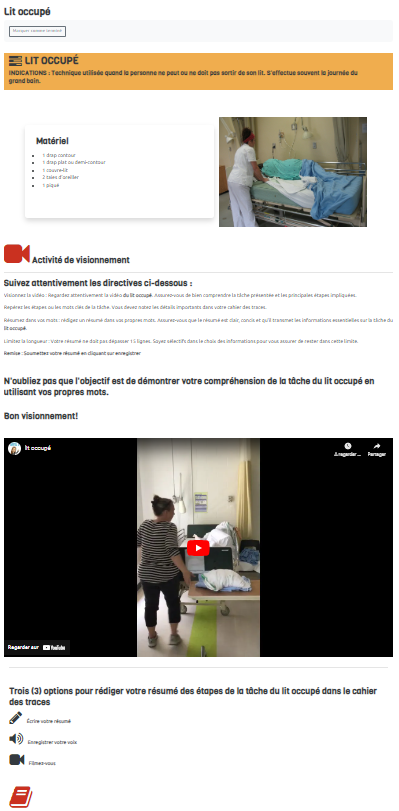 Lit occupé
Marquer comme terminé
LIT OCCUPÉ
INDICATIONS : Technique utilisée quand la personne ne peut ou ne doit pas sortir de son lit. S'effectue souvent la journée du
grand bain.
Matériel
1 drap contour
1 drap plat ou demi-contour
1 couvre-lit
2 taies d'oreiller
1 piqué
Activité de visionnement
Suivez attentivement les directives ci-dessous :
Visionnez la vidéo : Regardez attentivement la vidéo du lit occupé. Assurez-vous de bien comprendre la tâche présentée et les principales étapes impliquées.
Repérez les étapes ou les mots clés de la tâche. Vous devez notez les détails importants dans votre cahier des traces.
Résumez dans vos mots : rédigez un résumé dans vos propres mots. Assurez-vous que le résumé est clair, concis et qu'il transmet les informations essentielles sur la tâche du
lit occupé.
Limitez la longueur : Votre résumé ne doit pas dépasser 15 lignes. Soyez sélectifs dans le choix des informations pour vous assurer de rester dans cette limite.
Remise : Soumettez votre résumé en cliquant sur enregistrer
N'oubliez pas que l'objectif est de démontrer votre compréhension de la tâche du lit occupé en
utilisant vos propres mots.
Bon visionnement!
lit occupé
À regarder ...
Partager
Regarder sur YouTube
Trois (3) options pour rédiger votre résumé des étapes de la tâche du lit occupé dans le cahier
des traces
Écrire votre résumé
Enregistrer votre voix
Filmez-vous